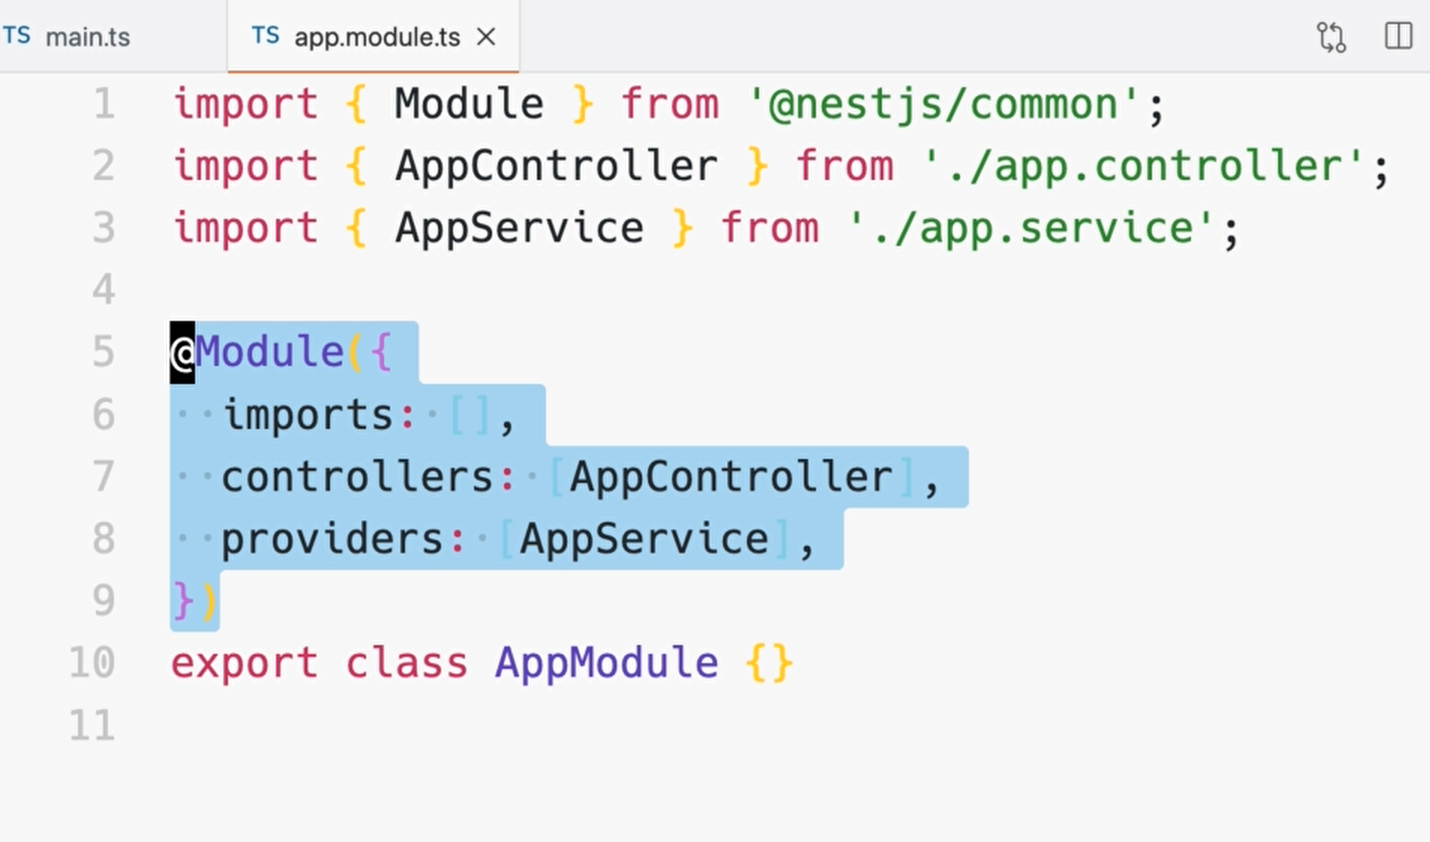 TS main.ts TS app.module.ts
1 import { Module } from '@nestjs/common';
2 import { AppController } from './app.controller';
3 import { AppService } from './app.service';
4
5 @Module({
6   imports: [],
7   controllers: [AppController],
8   providers: [AppService],
9 })
10 export class AppModule {}
11